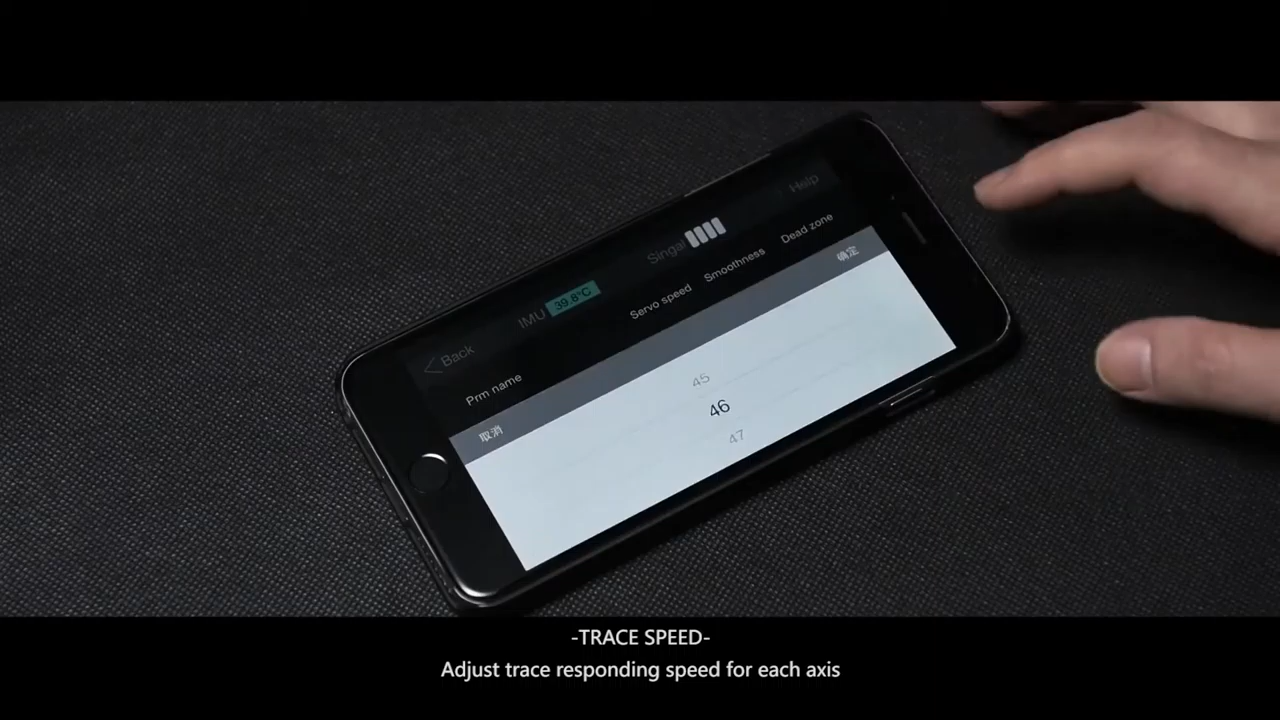 Back
IMU 39.8°C
Singal
Help
Prm name
Servo speed
Smoothness
Dead zone
取消
确定
45
46
47
-TRACE SPEED-
Adjust trace responding speed for each axis